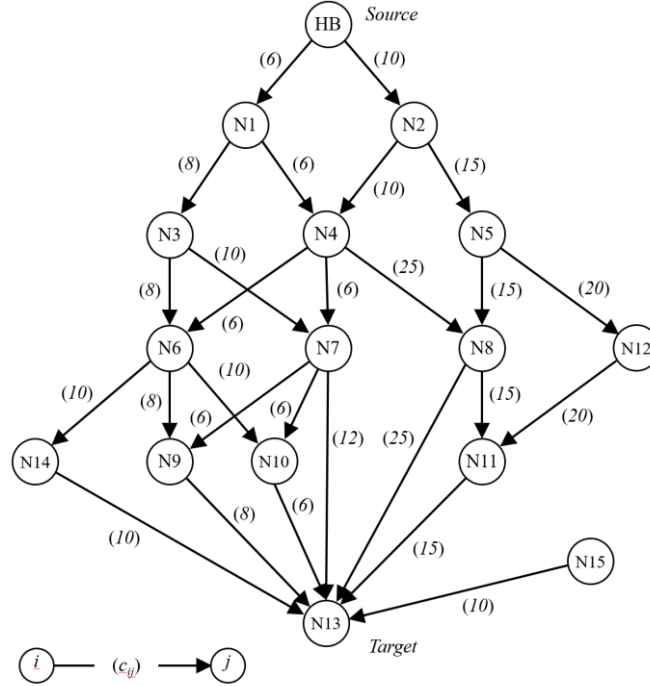 HB Source
(6) (10)
N1 N2
(8) (6) (10) (15)
N3 N4 N5
(10) (25) (20)
(8) (6) (6) (15)
N6 N7 N8 N12
(10) (8) (10) (6) (6) (12) (25) (15) (20)
N14 N9 N10 N11
(10) (8) (6) (15)
N15
(10)
N13
Target
i (cij) j